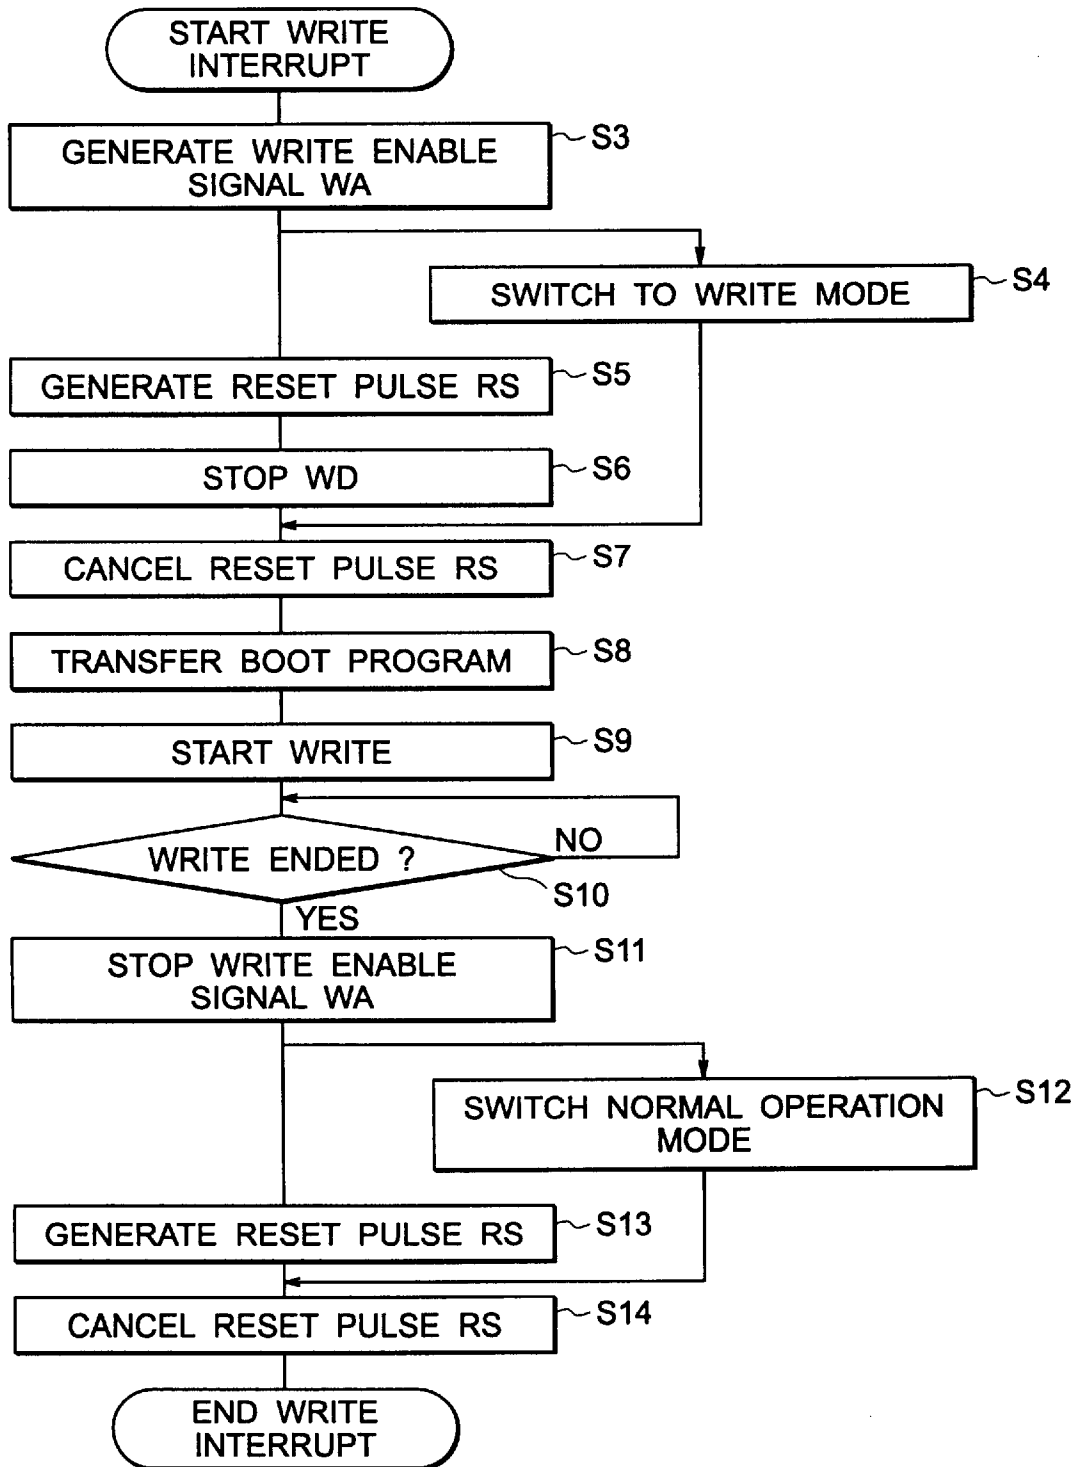 START WRITE
INTERRUPT
GENERATE WRITE ENABLE
SIGNAL WA
S3
SWITCH TO WRITE MODE
S4
GENERATE RESET PULSE RS
S5
STOP WD
S6
CANCEL RESET PULSE RS
S7
TRANSFER BOOT PROGRAM
S8
START WRITE
S9
WRITE ENDED ?
NO
S10
YES
STOP WRITE ENABLE
SIGNAL WA
S11
SWITCH NORMAL OPERATION
MODE
S12
GENERATE RESET PULSE RS
S13
CANCEL RESET PULSE RS
S14
END WRITE
INTERRUPT